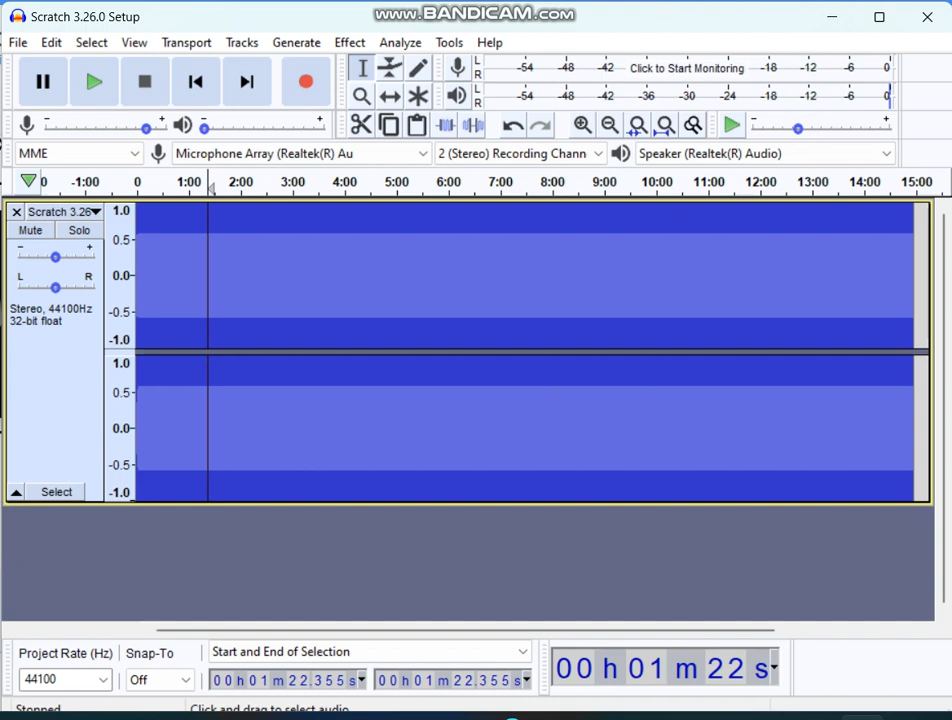 www.BANDICAM.com
Scratch 3.26.0 Setup
File Edit Select View Transport Tracks Generate Effect Analyze Tools Help
L R -54 -48 -42 Click to Start Monitoring -18 -12 -6 0
L R -54 -48 -42 -36 -30 -24 -18 -12 -6 0
- + - + - +
MME Microphone Array (Realtek(R) Au 2 (Stereo) Recording Chann Speaker (Realtek(R) Audio)
0 -1:00 0 1:00 2:00 3:00 4:00 5:00 6:00 7:00 8:00 9:00 10:00 11:00 12:00 13:00 14:00 15:00
Scratch 3.26
Mute Solo
- +
L R
Stereo, 44100Hz
32-bit float
1.0
0.5
0.0
-0.5
-1.0
1.0
0.5
0.0
-0.5
-1.0
Select
Project Rate (Hz) Snap-To Start and End of Selection
44100 Off 00 h 01 m 22.355 s 00 h 01 m 22.355 s
00 h 01 m 22 s
Stopped. Click and drag to select audio